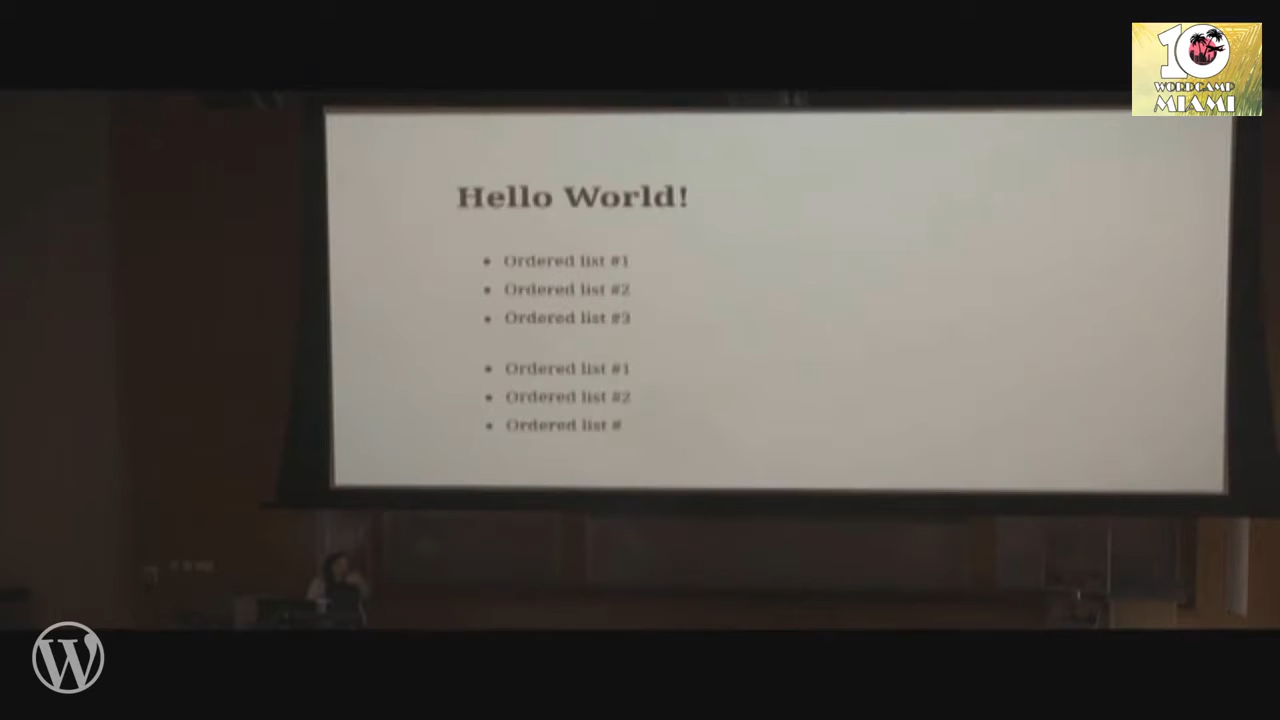 10
WORDCAMP
MIAMI
Hello World!
• Ordered list #1
• Ordered list #2
• Ordered list #3
• Ordered list #1
• Ordered list #2
• Ordered list #
W